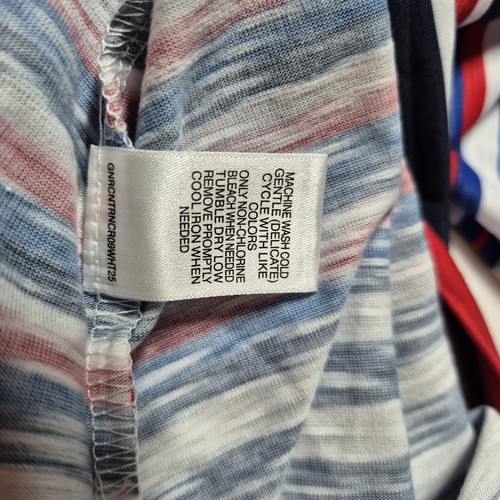 MACHINE WASH COLD
GENTLE (DELICATE)
CYCLE WITH LIKE
COLORS
ONLY NON-CHLORINE
BLEACH WHEN NEEDED
TUMBLE DRY LOW
REMOVE PROMPTLY
COOL IRON WHEN
NEEDED
GNRCNTRNCR09WHT25